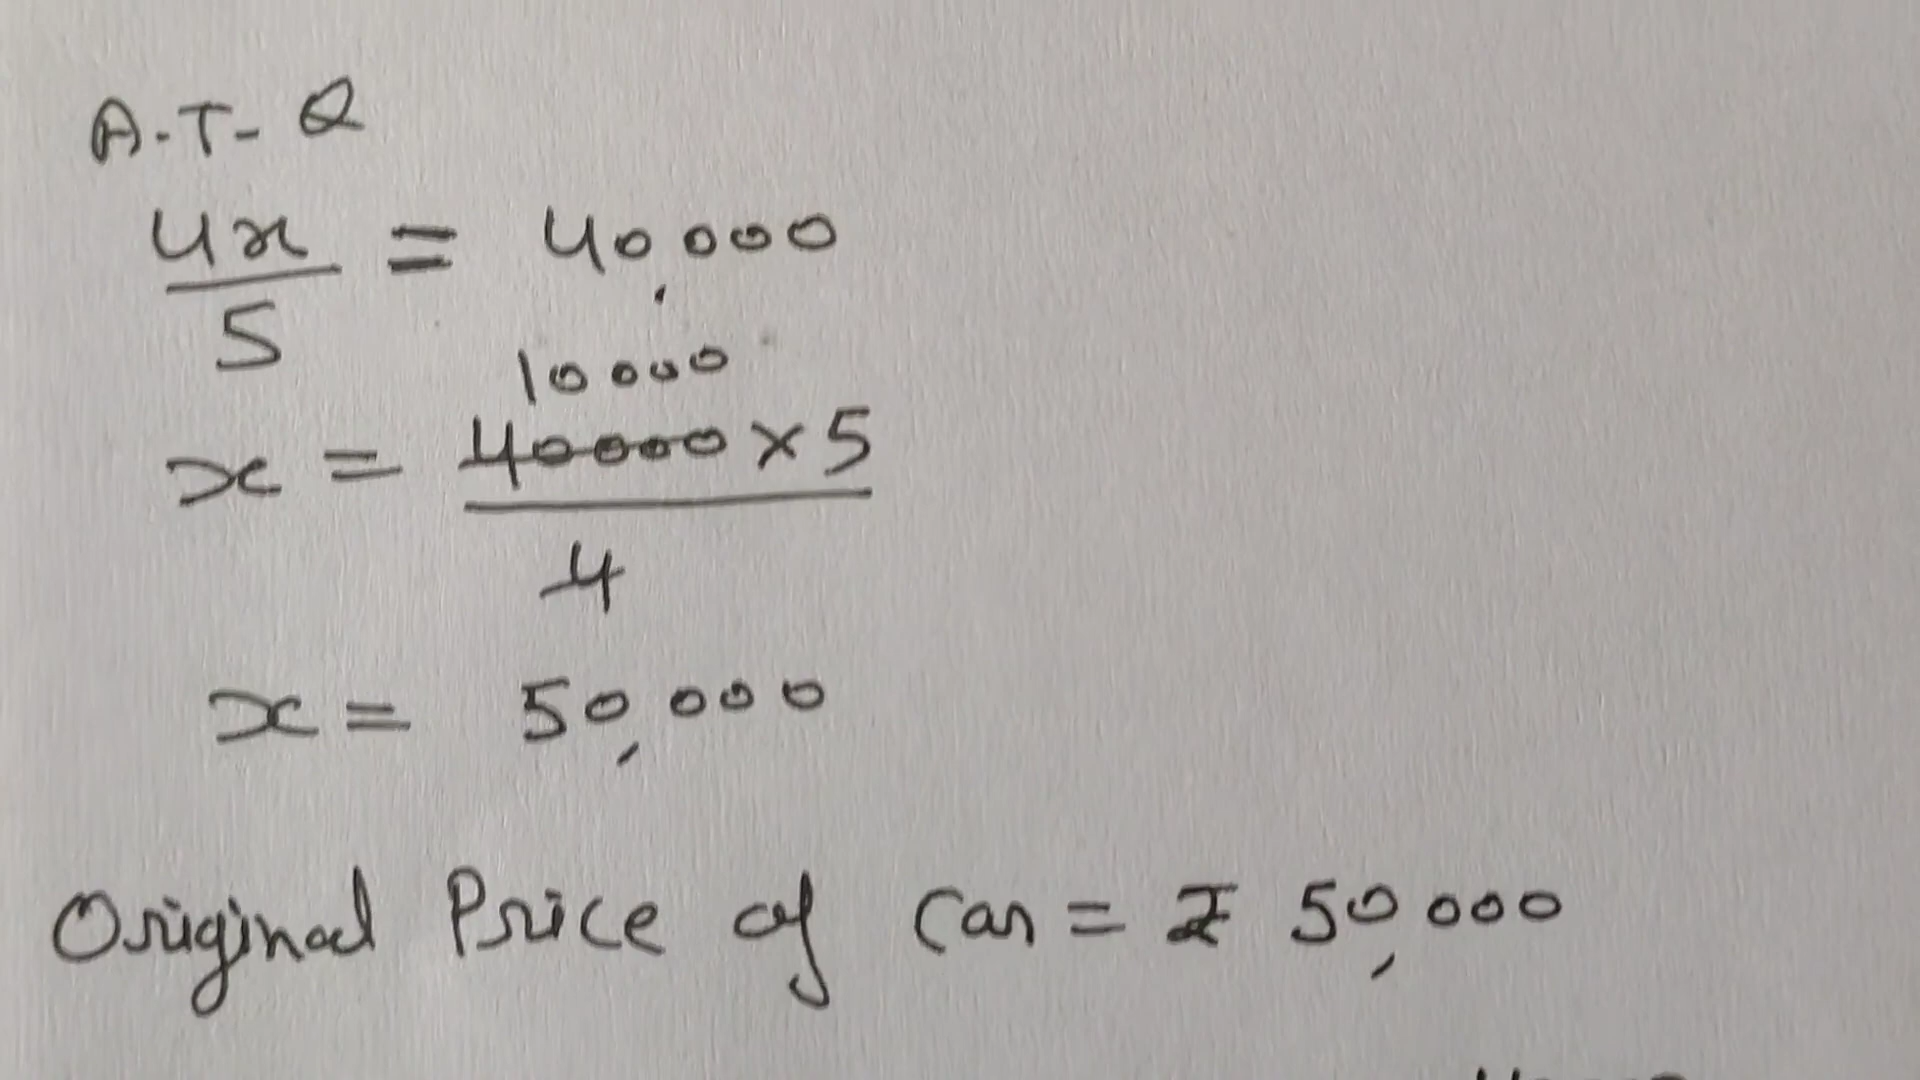 A.T-Q
4x/5 = 40,000
10000
x = 40000 x 5 / 4
x = 50,000
Original Price of Car = ₹ 50,000